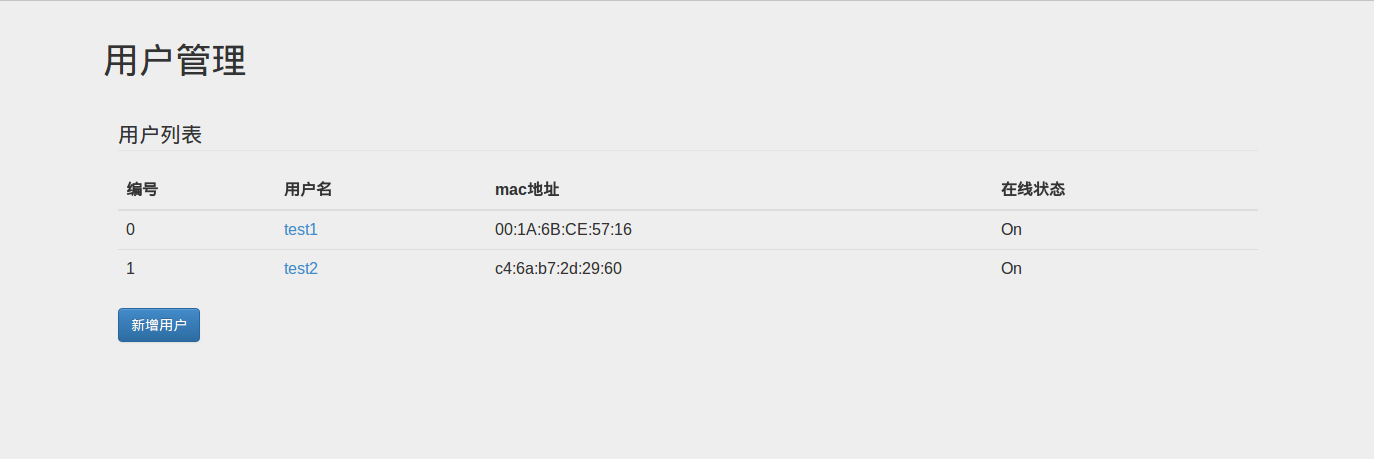 用户管理
用户列表
编号 用户名 mac地址 在线状态
0 test1 00:1A:6B:CE:57:16 On
1 test2 c4:6a:b7:2d:29:60 On
新增用户